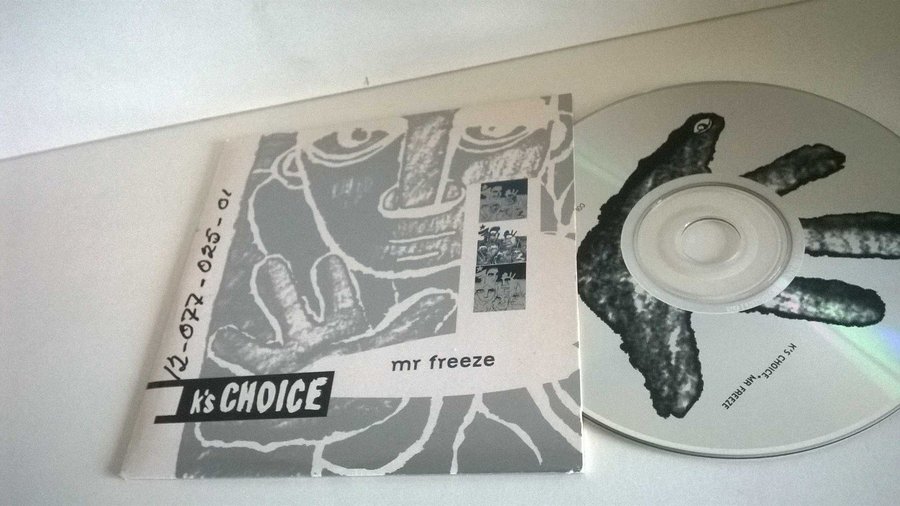 12-077-025-01
mr freeze
k's CHOICE
K'S CHOICE • MR FREEZE